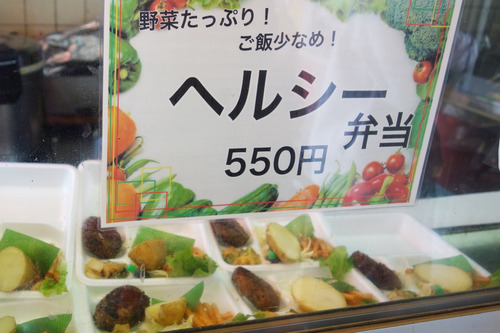 野菜たっぷり！
ご飯少なめ！
ヘルシー
弁当
550円